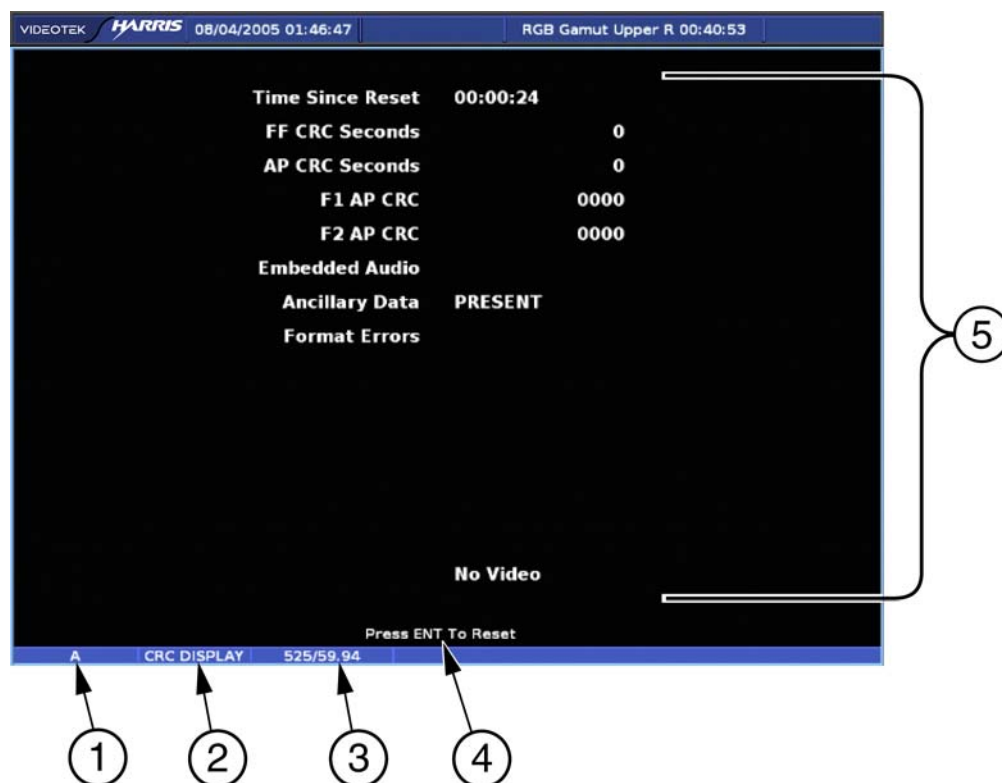 VIDEOTEK HARRIS 08/04/2005 01:46:47 RGB Gamut Upper R 00:40:53
Time Since Reset 00:00:24
FF CRC Seconds 0
AP CRC Seconds 0
F1 AP CRC 0000
F2 AP CRC 0000
Embedded Audio
Ancillary Data PRESENT
Format Errors
5
No Video
Press ENT To Reset
A CRC DISPLAY 525/59.94
1 2 3 4